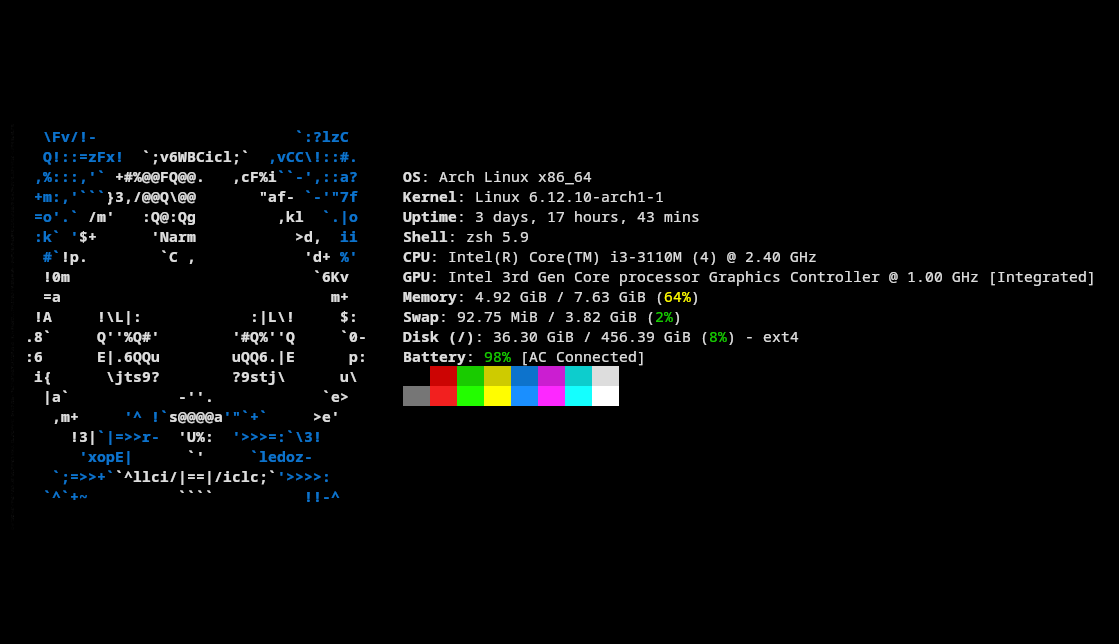 \Fv/!-                      `:?lzC
Q!::=zFx!  `;v6WBCicl;`  ,vCC\!::#.
,%:::,'` +#%@@FQ@@.   ,cF%i``-',::a?
+m:,'```}3,/@@Q\@@       "af- `-'"7f
=o'.` /m'   :Q@:Qg         ,kl  `.|o
:k` '$+      'Narm           >d,  ii
#`!p.        `C ,            'd+ %'
!0m                           `6Kv
=a                              m+
!A     !\L|:            :|L\!     $:
.8`     Q''%Q#'        '#Q%''Q     `0-
:6      E|.6QQu        uQQ6.|E      p:
i{      \jts9?        ?9stj\      u\
|a`            -''.            `e>
,m+     '^ !`s@@@@a'"`+`     >e'
!3|`|=>>r-  'U%:  '>>>=:`\3!
'xopE|      `'     `ledoz-
`;=>>+``^llci/|==|/iclc;`'>>>>:
`^`+~          ````          !!-^
OS: Arch Linux x86_64
Kernel: Linux 6.12.10-arch1-1
Uptime: 3 days, 17 hours, 43 mins
Shell: zsh 5.9
CPU: Intel(R) Core(TM) i3-3110M (4) @ 2.40 GHz
GPU: Intel 3rd Gen Core processor Graphics Controller @ 1.00 GHz [Integrated]
Memory: 4.92 GiB / 7.63 GiB (64%)
Swap: 92.75 MiB / 3.82 GiB (2%)
Disk (/): 36.30 GiB / 456.39 GiB (8%) - ext4
Battery: 98% [AC Connected]